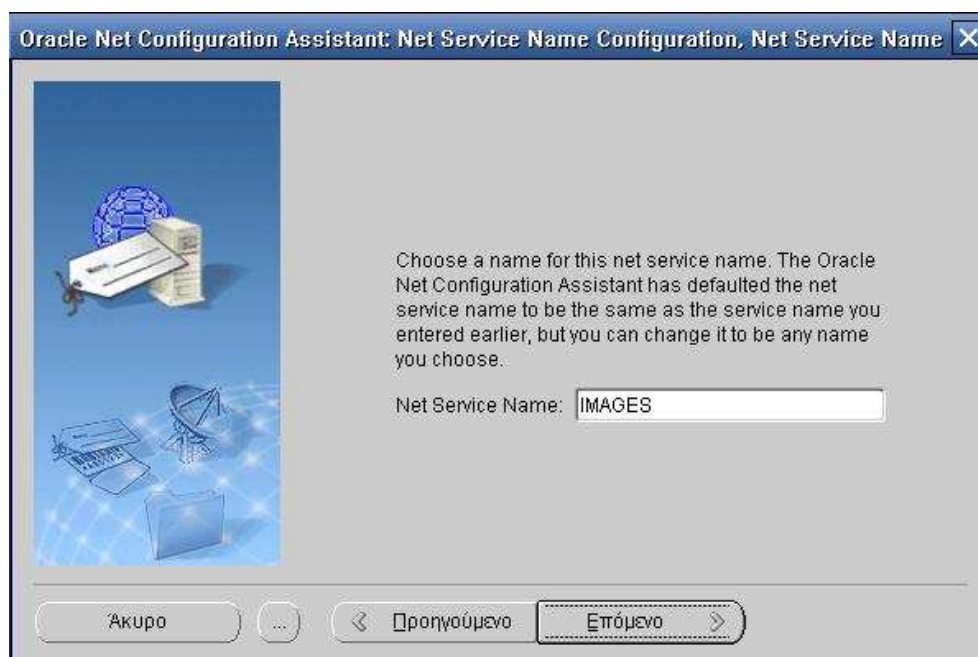 Oracle Net Configuration Assistant: Net Service Name Configuration, Net Service Name
Choose a name for this net service name. The Oracle
Net Configuration Assistant has defaulted the net
service name to be the same as the service name you
entered earlier, but you can change it to be any name
you choose.
Net Service Name: IMAGES
Άκυρο ... Προηγούμενο Επόμενο